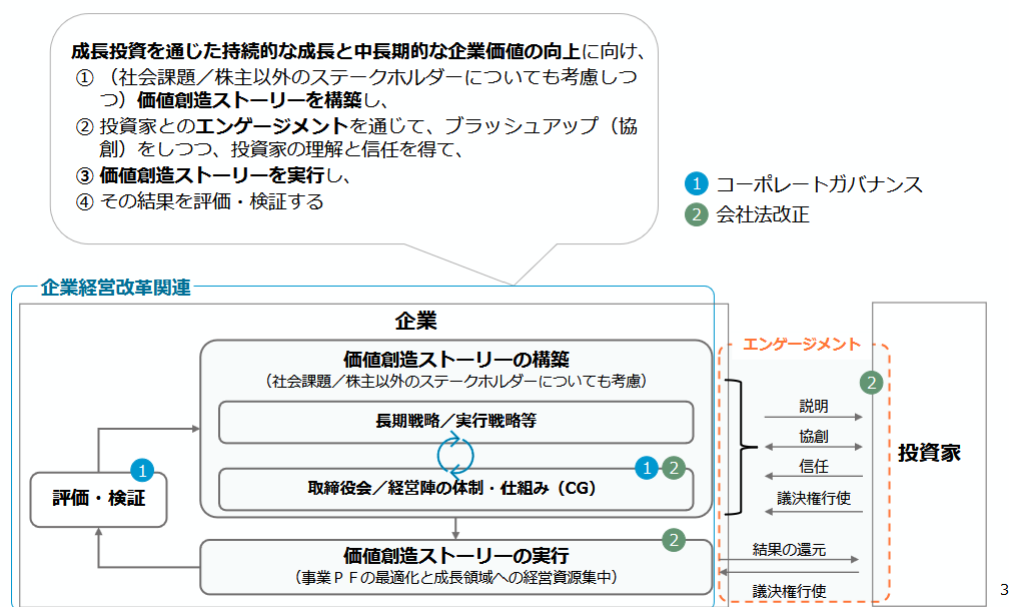 成長投資を通じた持続的な成長と中長期的な企業価値の向上に向け、
① （社会課題／株主以外のステークホルダーについても考慮しつ
つ）価値創造ストーリーを構築し、
② 投資家とのエンゲージメントを通じて、ブラッシュアップ（協
創）をしつつ、投資家の理解と信任を得て、
③ 価値創造ストーリーを実行し、
④ その結果を評価・検証する
1 コーポレートガバナンス
2 会社法改正
企業経営改革関連
企業
価値創造ストーリーの構築
（社会課題／株主以外のステークホルダーについても考慮）
長期戦略／実行戦略等
1 2
取締役会／経営陣の体制・仕組み（CG）
1
評価・検証
2
価値創造ストーリーの実行
（事業ＰＦの最適化と成長領域への経営資源集中）
エンゲージメント
2
説明
協創
信任
議決権行使
結果の還元
議決権行使
投資家
3